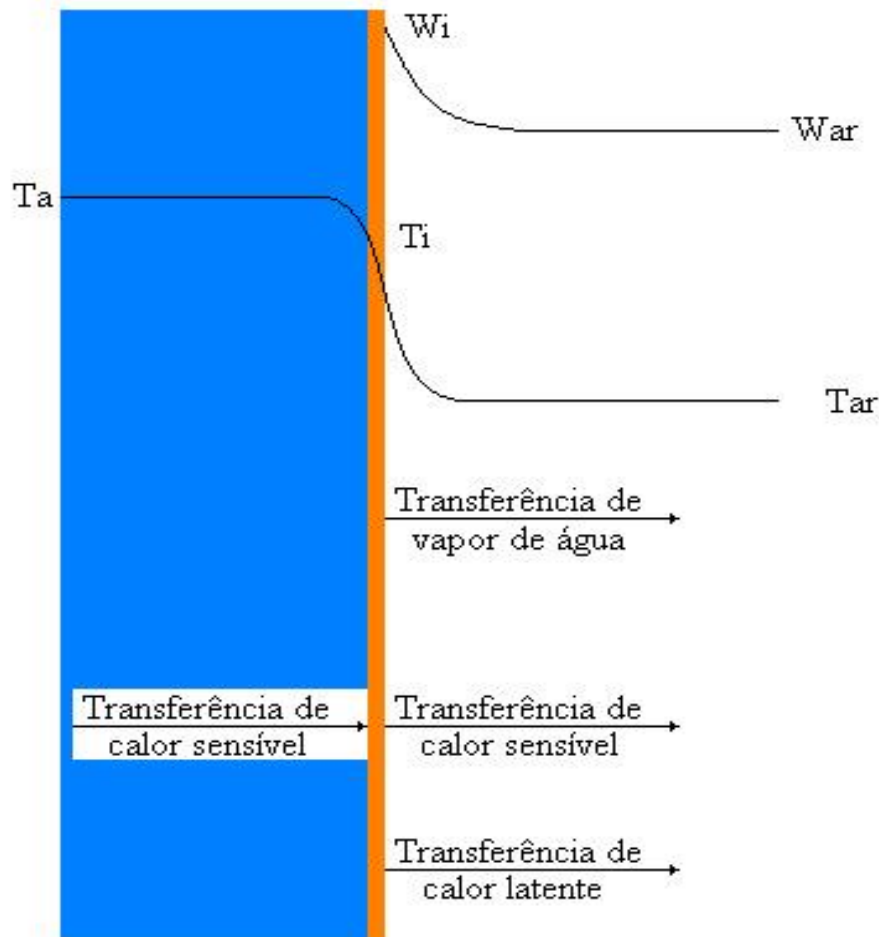 Wi
War
Ta
Ti
Tar
Transferência de
vapor de água
Transferência de
calor sensível
Transferência de
calor sensível
Transferência de
calor latente